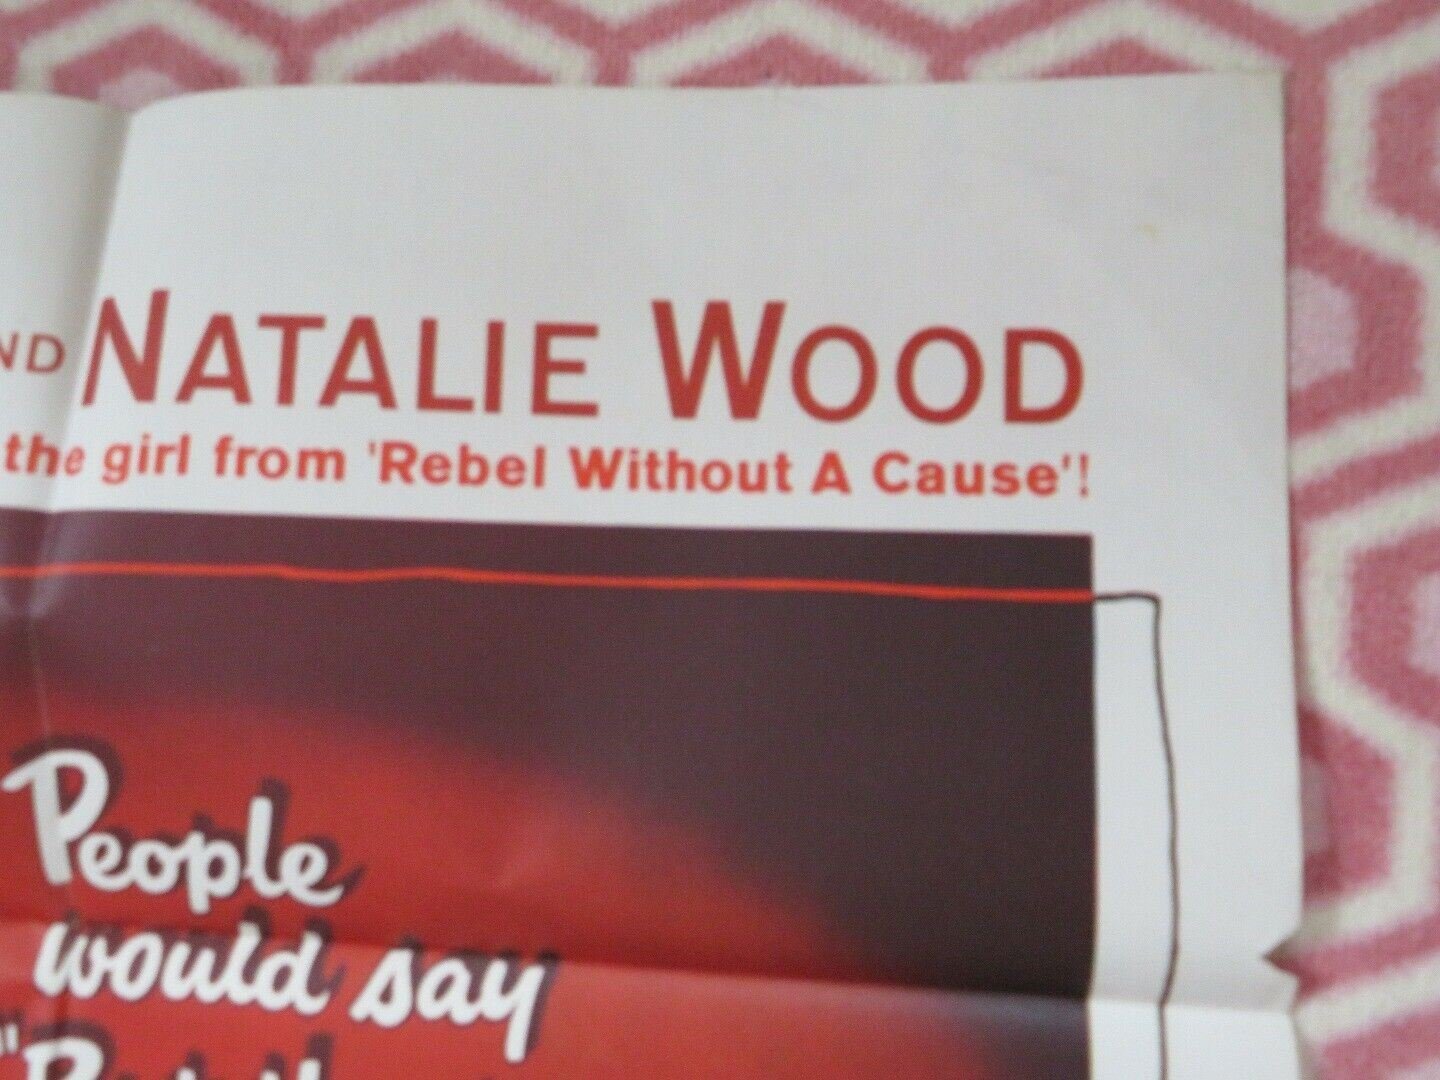 NATALIE WOOD
the girl from 'Rebel Without A Cause'!
People
would say